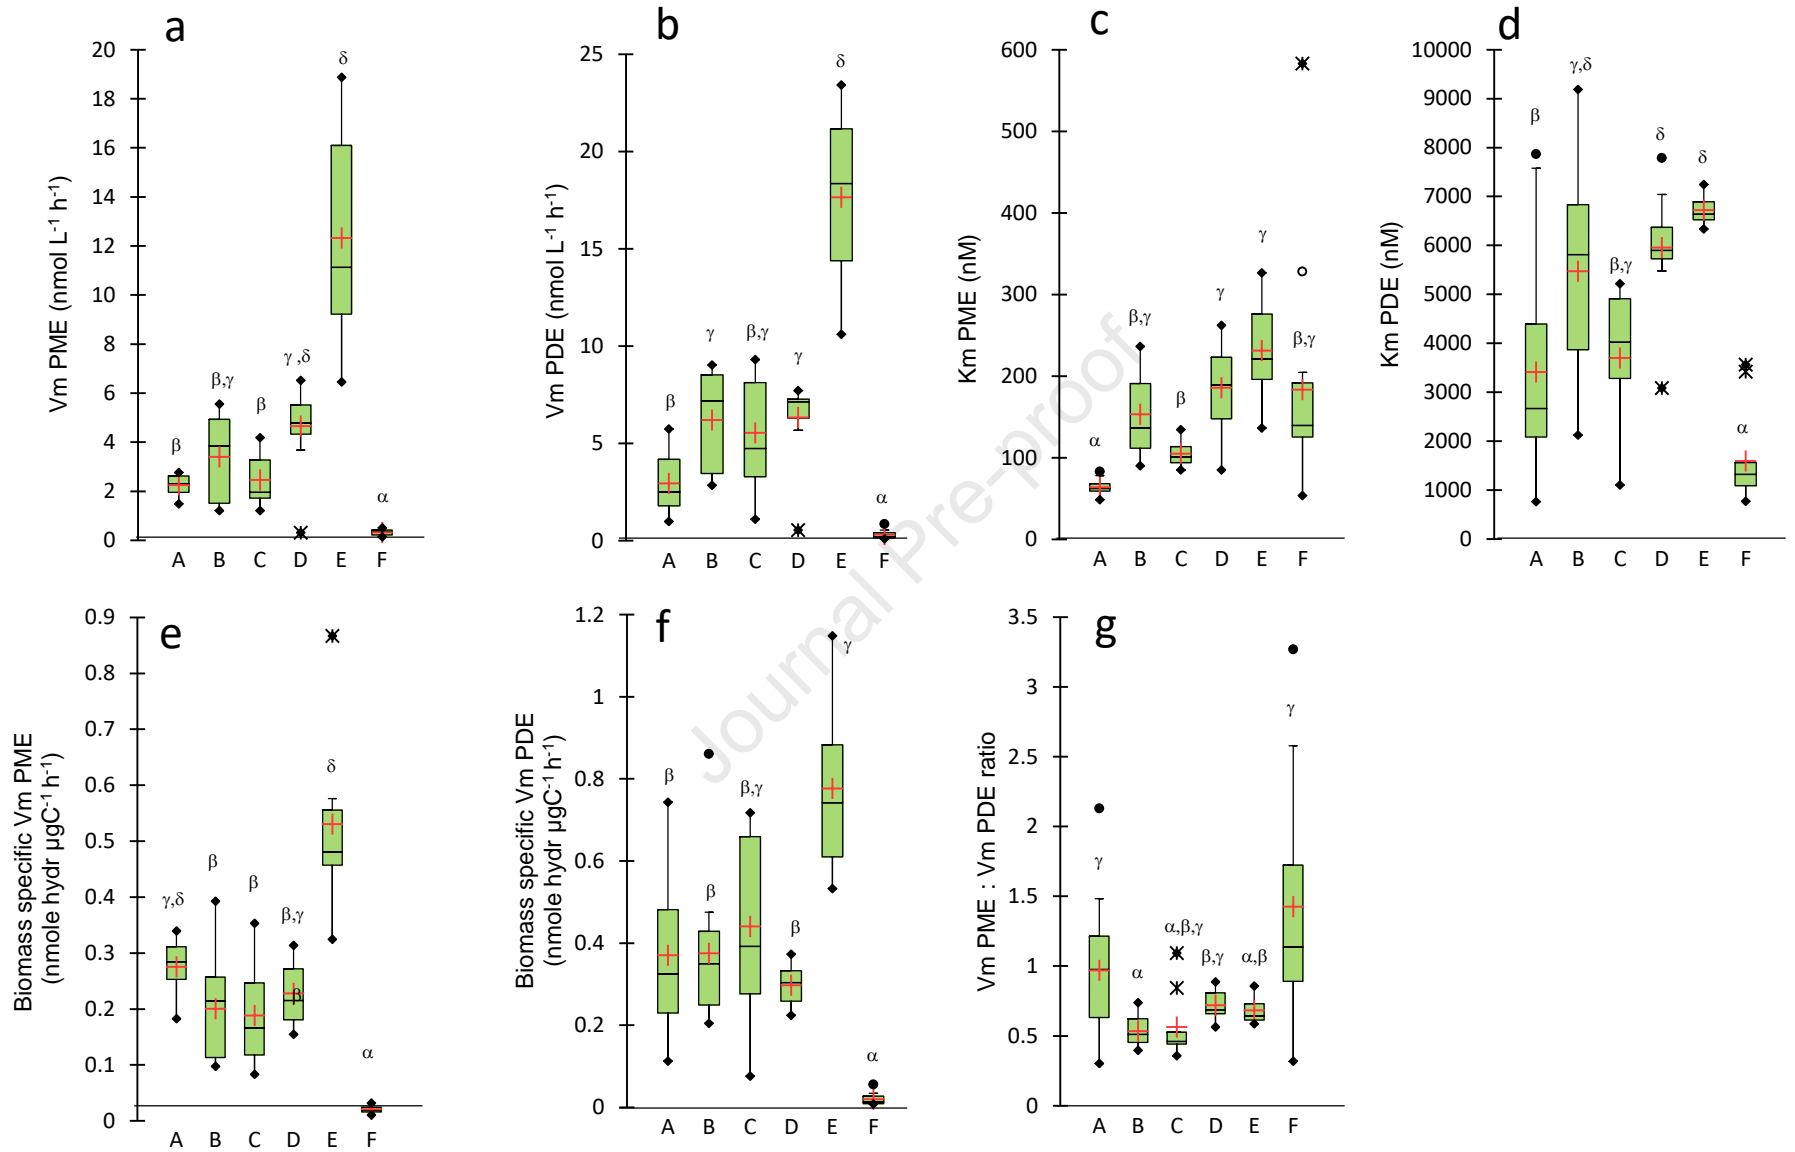 a
Vm PME (nmol L-1 h-1)
20
18
16
14
12
10
8
6
4
2
0
β
β,γ
β
γ ,δ
δ
α
A B C D E F
b
Vm PDE (nmol L-1 h-1)
25
20
15
10
5
0
β
γ
β,γ
γ
δ
α
A B C D E F
c
Km PME (nM)
600
500
400
300
200
100
0
α
β,γ
β
γ
γ
β,γ
A B C D E F
d
Km PDE (nM)
10000
9000
8000
7000
6000
5000
4000
3000
2000
1000
0
β
γ,δ
β,γ
δ
δ
α
A B C D E F
e
Biomass specific Vm PME
(nmole hydr µgC-1 h-1)
0.9
0.8
0.7
0.6
0.5
0.4
0.3
0.2
0.1
0
γ,δ
β
β
β,γ
β
δ
α
A B C D E F
f
Biomass specific Vm PDE
(nmole hydr µgC-1 h-1)
1.2
1
0.8
0.6
0.4
0.2
0
β
β
β,γ
β
γ
α
A B C D E F
g
Vm PME : Vm PDE ratio
3.5
3
2.5
2
1.5
1
0.5
0
γ
α
α,β,γ
β,γ
α,β
γ
A B C D E F
Journal Pre-proof